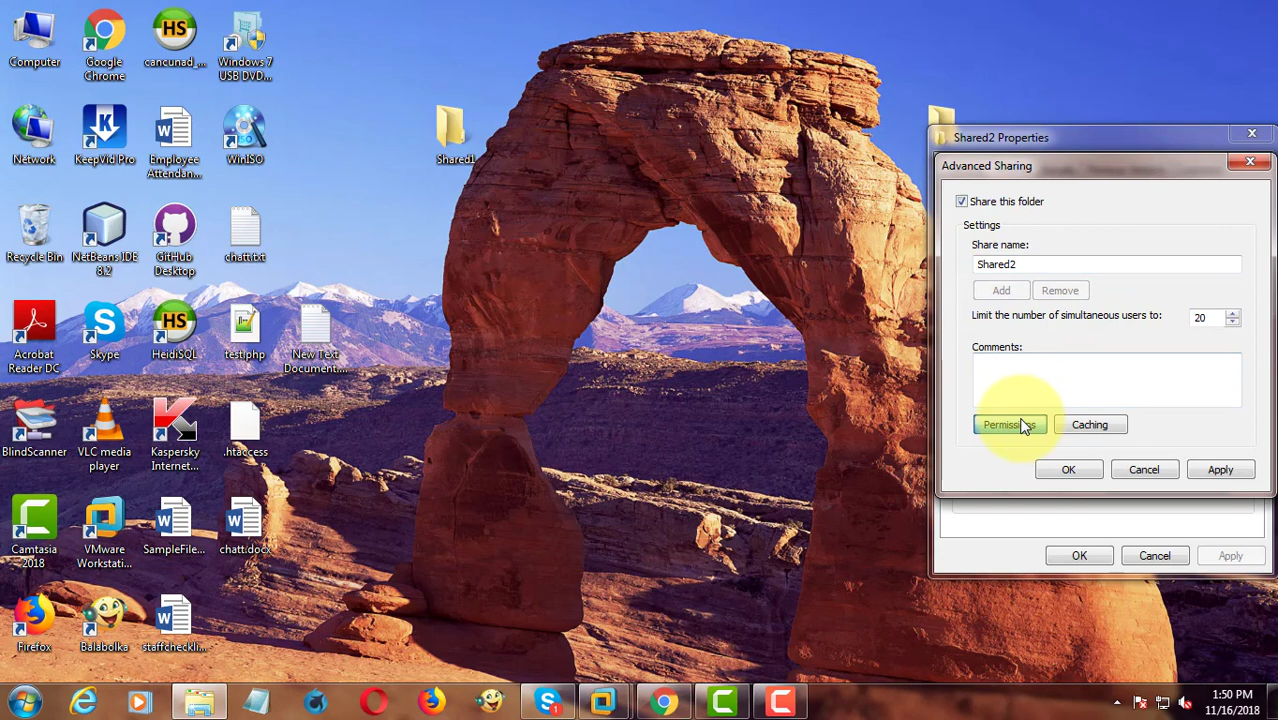 Computer
Google
Chrome
cancunad_...
Windows 7
USB DVD...
Network
KeepVid Pro
Employee
Attendan...
WinISO
Shared1
Recycle Bin
NetBeans IDE
8.2
GitHub
Desktop
chatt.txt
Acrobat
Reader DC
Skype
HeidiSQL
test.php
New Text
Document....
BlindScanner
VLC media
player
Kaspersky
Internet...
.htaccess
Camtasia
2018
VMware
Workstati...
SampleFile...
chatt.docx
Firefox
Balabolka
staffcheckli...
HS
HS
Shared2 Properties
Advanced Sharing
Share this folder
Settings
Share name:
Shared2
Add Remove
Limit the number of simultaneous users to: 20
Comments:
Permissions Caching
OK Cancel Apply
OK Cancel Apply
1:50 PM
11/16/2018